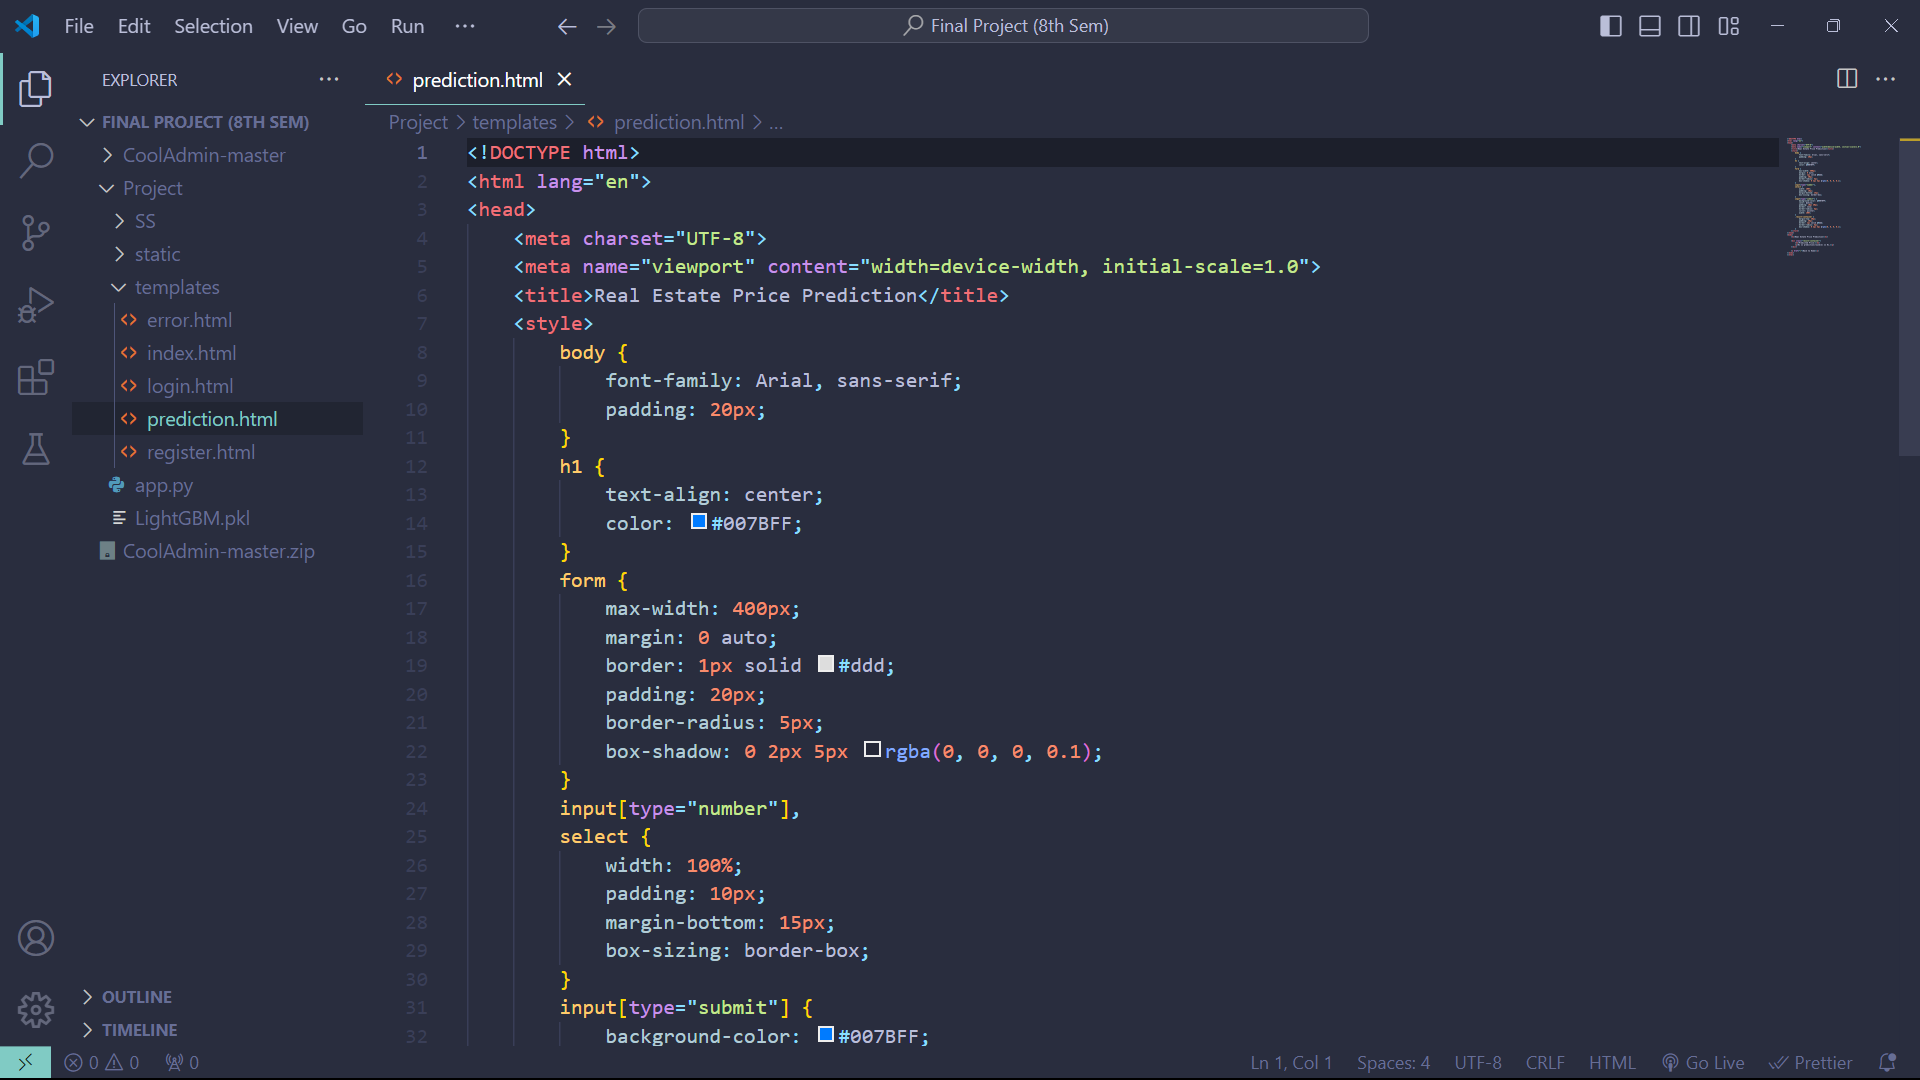 File Edit Selection View Go Run ···
Final Project (8th Sem)
EXPLORER
FINAL PROJECT (8TH SEM)
CoolAdmin-master
Project
SS
static
templates
error.html
index.html
login.html
prediction.html
register.html
app.py
LightGBM.pkl
CoolAdmin-master.zip
OUTLINE
TIMELINE
prediction.html
Project > templates > prediction.html > ...
1 <!DOCTYPE html>
2 <html lang="en">
3 <head>
4 <meta charset="UTF-8">
5 <meta name="viewport" content="width=device-width, initial-scale=1.0">
6 <title>Real Estate Price Prediction</title>
7 <style>
8 body {
9 font-family: Arial, sans-serif;
10 padding: 20px;
11 }
12 h1 {
13 text-align: center;
14 color: #007BFF;
15 }
16 form {
17 max-width: 400px;
18 margin: 0 auto;
19 border: 1px solid #ddd;
20 padding: 20px;
21 border-radius: 5px;
22 box-shadow: 0 2px 5px rgba(0, 0, 0, 0.1);
23 }
24 input[type="number"],
25 select {
26 width: 100%;
27 padding: 10px;
28 margin-bottom: 15px;
29 box-sizing: border-box;
30 }
31 input[type="submit"] {
32 background-color: #007BFF;
0 0 0
Ln 1, Col 1 Spaces: 4 UTF-8 CRLF HTML Go Live Prettier